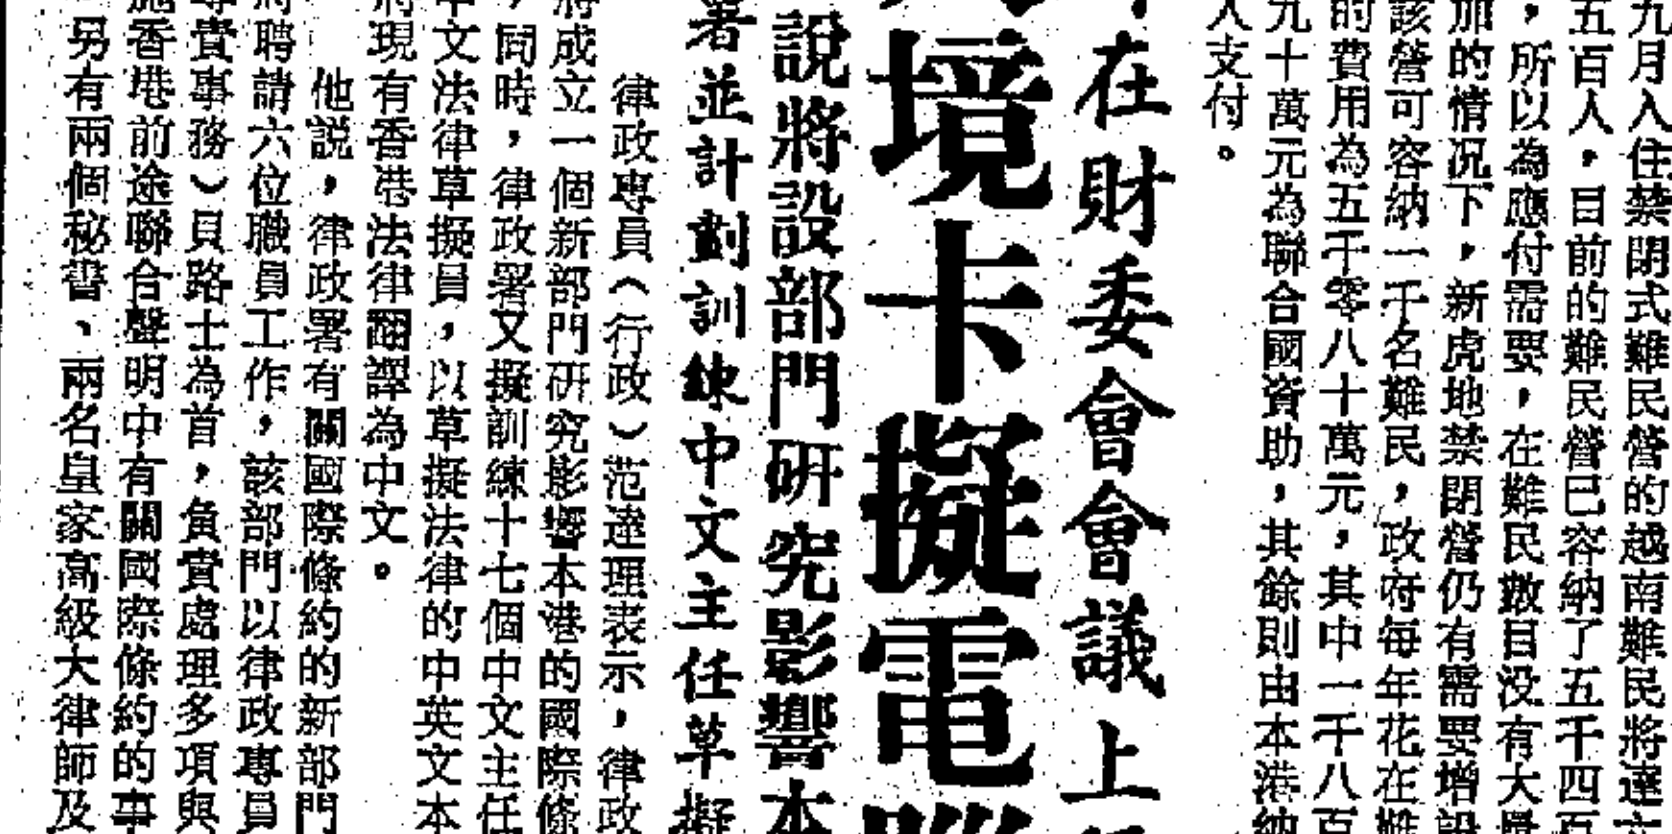 九月入住禁閉式難民營的越南難民將達六
五百人，目前的難民營已容納了五千四百
，所以為應付需要，在難民數目没有大量
加的情況下，新虎地禁閉營仍有需要增設
該營可容納一千名難民，政府每年花在難
的費用為五千零八十萬元，其中一千八百
九十萬元為聯合國資助，其餘則由本港納
人支付。
在財委會會議上
境卡擬電腦
說將設部門研究影響本
署並計劃訓練中文主任草擬
律政專員（行政）范達理表示，律政
將成立一個新部門研究影響本港的國際條
，同時，律政署又擬訓練十七個中文主任
中文法律草擬員，以草擬法律的中英文本
將現有香港法律翻譯為中文。
他説，律政署有關國際條約的新部門
將聘請六位職員工作，該部門以律政專員
專責事務）貝路士為首，負責處理多項與
施香港前途聯合聲明中有關國際條約的事
另有兩個秘書、兩名皇家高級大律師及